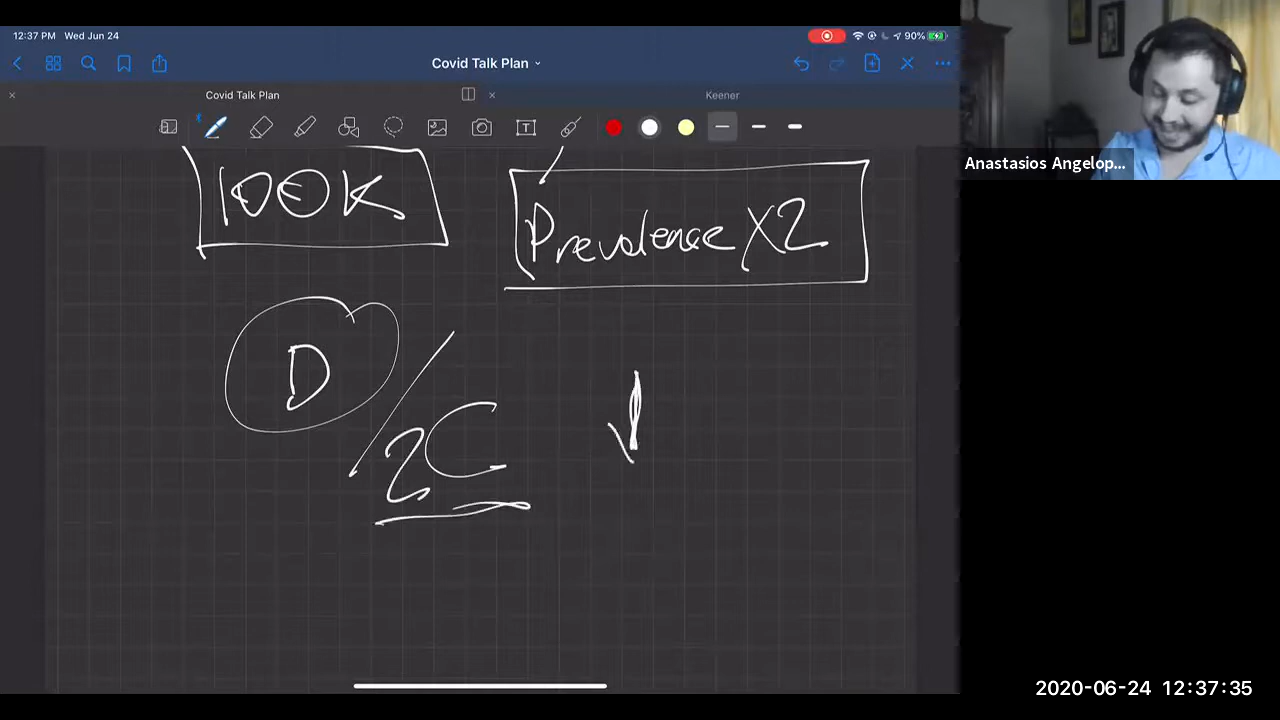 12:37 PM Wed Jun 24
90%
Covid Talk Plan
Covid Talk Plan
Keener
T
Anastasios Angelop...
100K
Prevalence X2
D/2C
2020-06-24 12:37:35